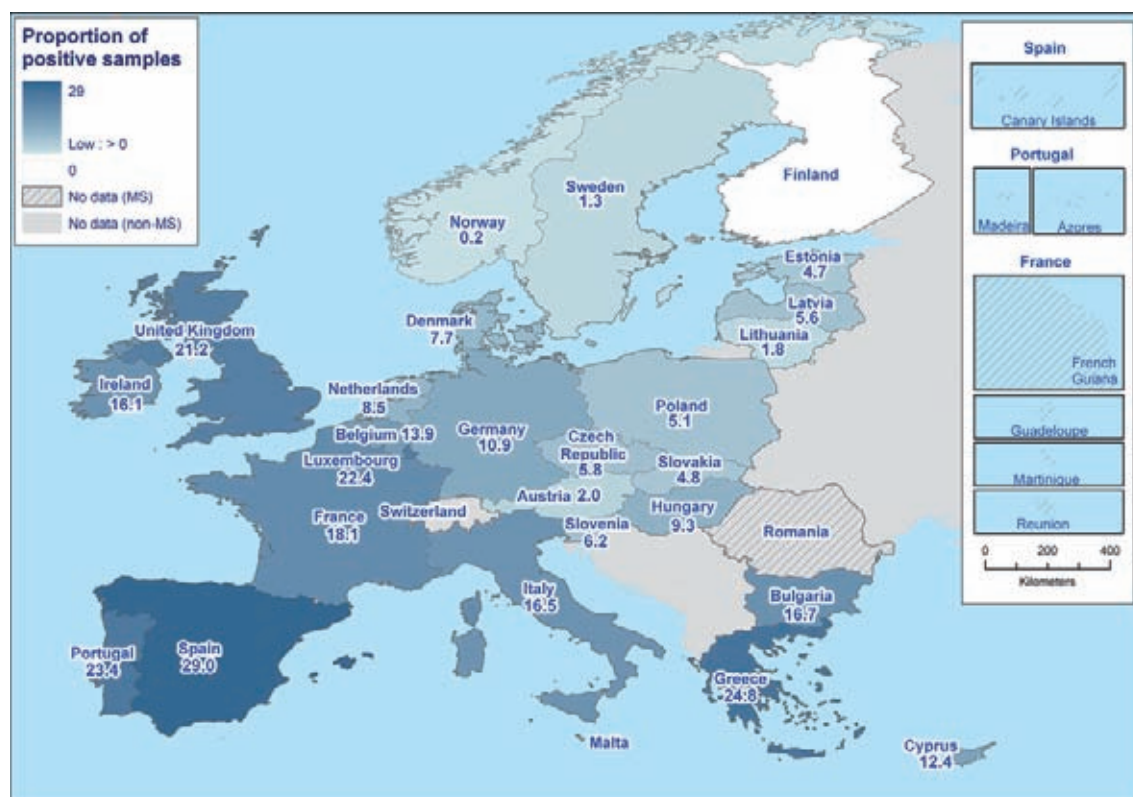 Proportion of
positive samples
29
Low : > 0
0
No data (MS)
No data (non-MS)
Spain
Canary Islands
Portugal
Madeira
Azores
France
French
Guiana
Guadeloupe
Martinique
Reunion
0 200 400
Kilometers
Finland
Sweden
1.3
Norway
0.2
Estonia
4.7
Latvia
5.6
Lithuania
1.8
Denmark
7.7
United Kingdom
21.2
Ireland
16.1
Netherlands
8.5
Belgium 13.9
Luxembourg
22.4
Germany
10.9
Poland
5.1
Czech
Republic
5.8
Slovakia
4.8
Austria 2.0
Hungary
9.3
Slovenia
6.2
Switzerland
France
18.1
Romania
Italy
16.5
Bulgaria
16.7
Portugal
23.4
Spain
29.0
Greece
24.8
Malta
Cyprus
12.4